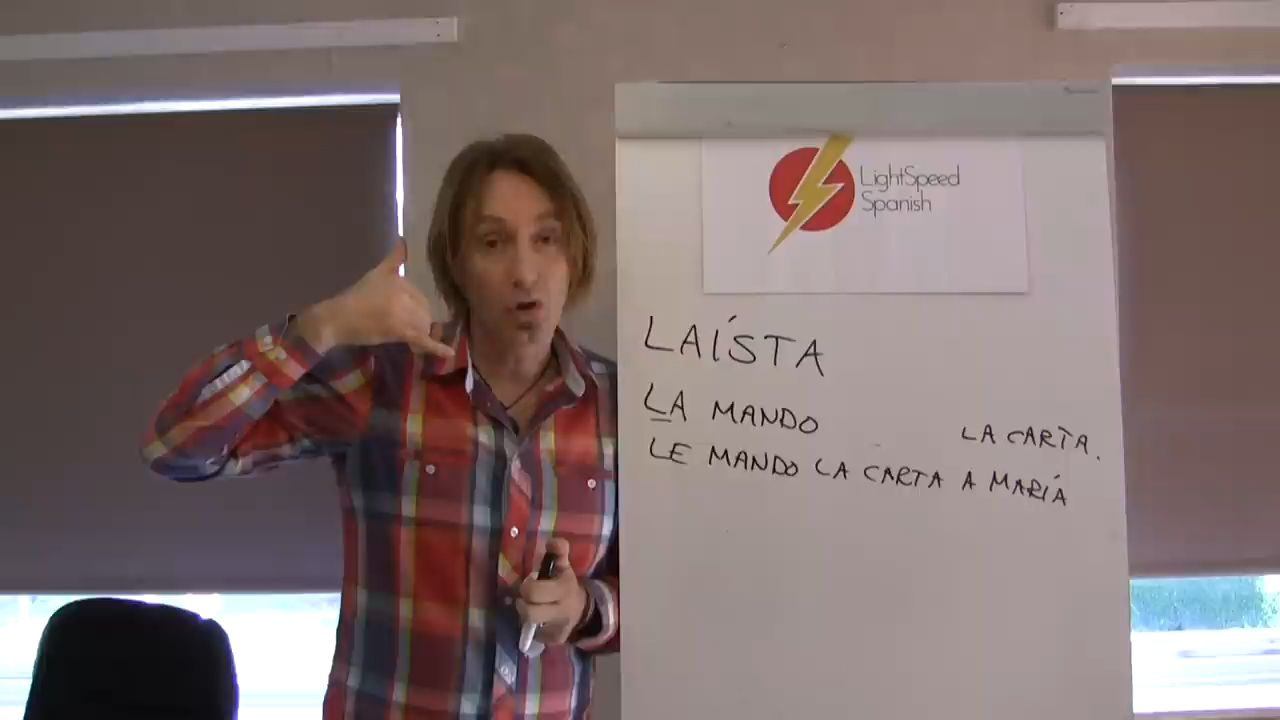 LightSpeed
Spanish
LAÍSTA
LA MANDO LA CARTA.
LE MANDO LA CARTA A MARÍA